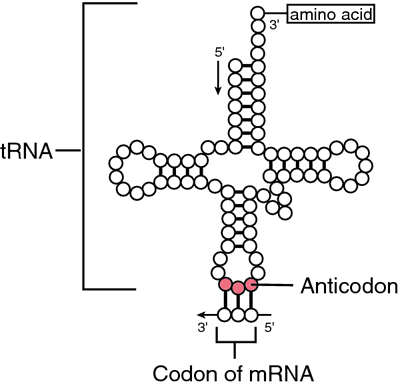 amino acid
3'
5'
tRNA
Anticodon
3'
5'
Codon of mRNA